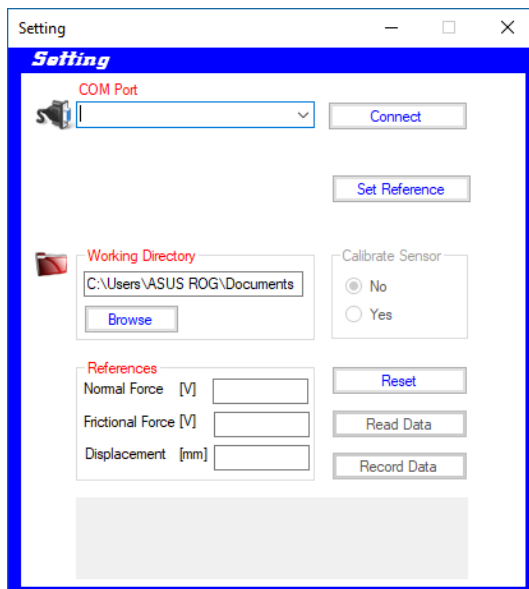 Setting
Setting
COM Port
Connect
Set Reference
Working Directory
C:\Users\ASUS ROG\Documents
Browse
Calibrate Sensor
No
Yes
References
Normal Force [V]
Frictional Force [V]
Displacement [mm]
Reset
Read Data
Record Data